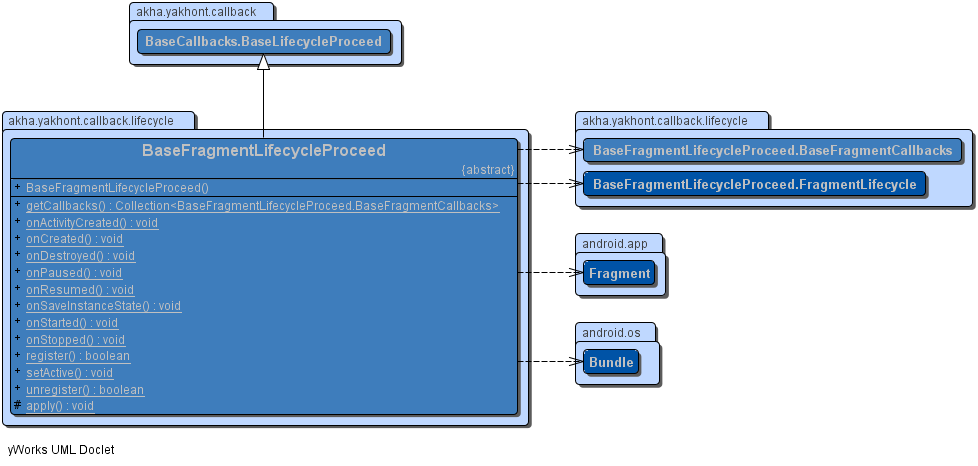 akha.yakhont.callback
BaseCallbacks.BaseLifecycleProceed
akha.yakhont.callback.lifecycle
BaseFragmentLifecycleProceed
{abstract}
+ BaseFragmentLifecycleProceed()
+ getCallbacks() : Collection<BaseFragmentLifecycleProceed.BaseFragmentCallbacks>
+ onActivityCreated() : void
+ onCreated() : void
+ onDestroyed() : void
+ onPaused() : void
+ onResumed() : void
+ onSaveInstanceState() : void
+ onStarted() : void
+ onStopped() : void
+ register() : boolean
+ setActive() : void
+ unregister() : boolean
# apply() : void
akha.yakhont.callback.lifecycle
BaseFragmentLifecycleProceed.BaseFragmentCallbacks
BaseFragmentLifecycleProceed.FragmentLifecycle
android.app
Fragment
android.os
Bundle
yWorks UML Doclet